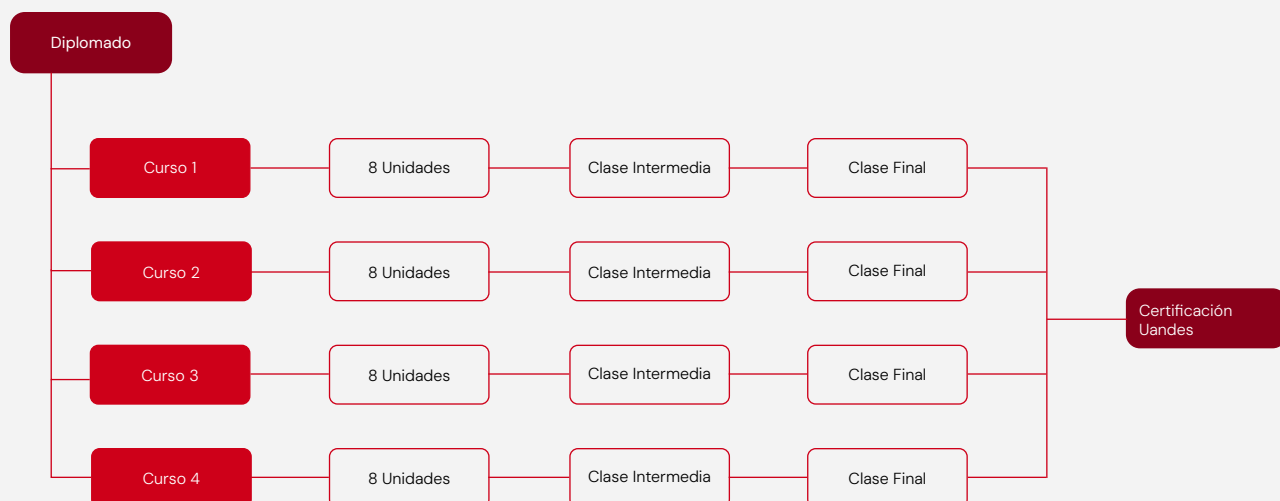 Diplomado
Curso 1
8 Unidades
Clase Intermedia
Clase Final
Curso 2
8 Unidades
Clase Intermedia
Clase Final
Certificación
Uandes
Curso 3
8 Unidades
Clase Intermedia
Clase Final
Curso 4
8 Unidades
Clase Intermedia
Clase Final